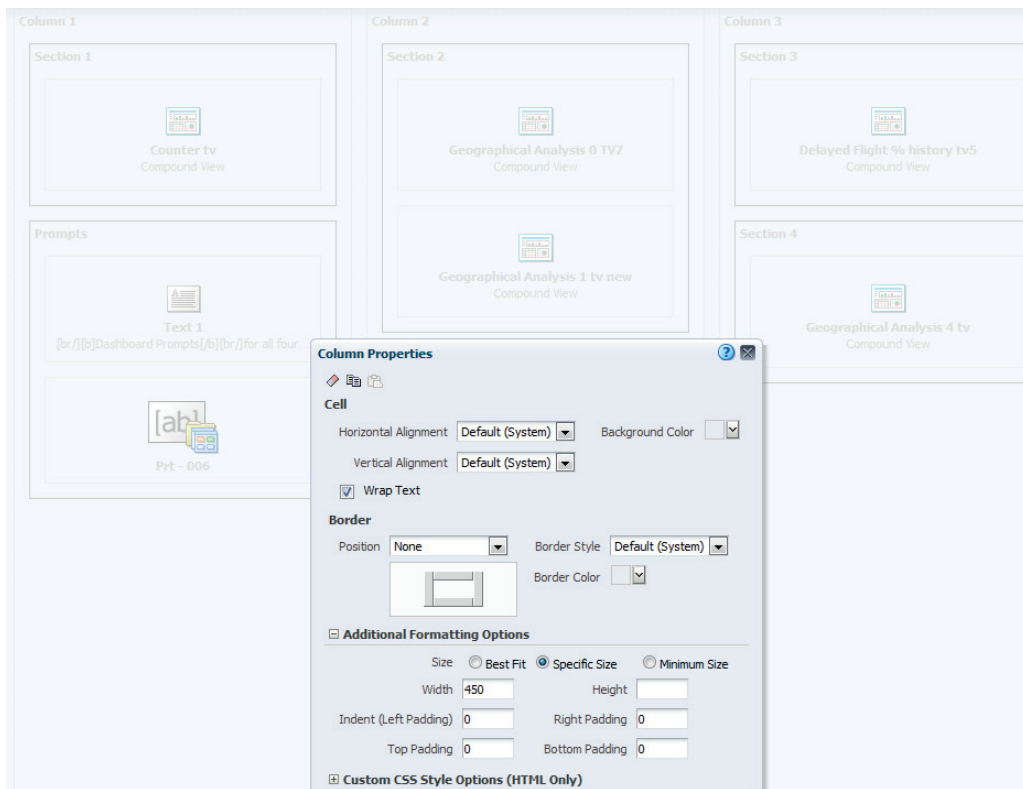 Column 1
Section 1
Counter tv
Compound View
Prompts
Text 1
[br/][b]Dashboard Prompts[/b][br/]for all four ...
[ab]
Prt - 006
Column 2
Section 2
Geographical Analysis 0 TV7
Compound View
Geographical Analysis 1 tv new
Compound View
Column 3
Section 3
Delayed Flight % history tv5
Compound View
Section 4
Geographical Analysis 4 tv
Compound View
Column Properties
Cell
Horizontal Alignment Default (System) Background Color
Vertical Alignment Default (System)
Wrap Text
Border
Position None Border Style Default (System)
Border Color
Additional Formatting Options
Size Best Fit Specific Size Minimum Size
Width 450 Height
Indent (Left Padding) 0 Right Padding 0
Top Padding 0 Bottom Padding 0
Custom CSS Style Options (HTML Only)